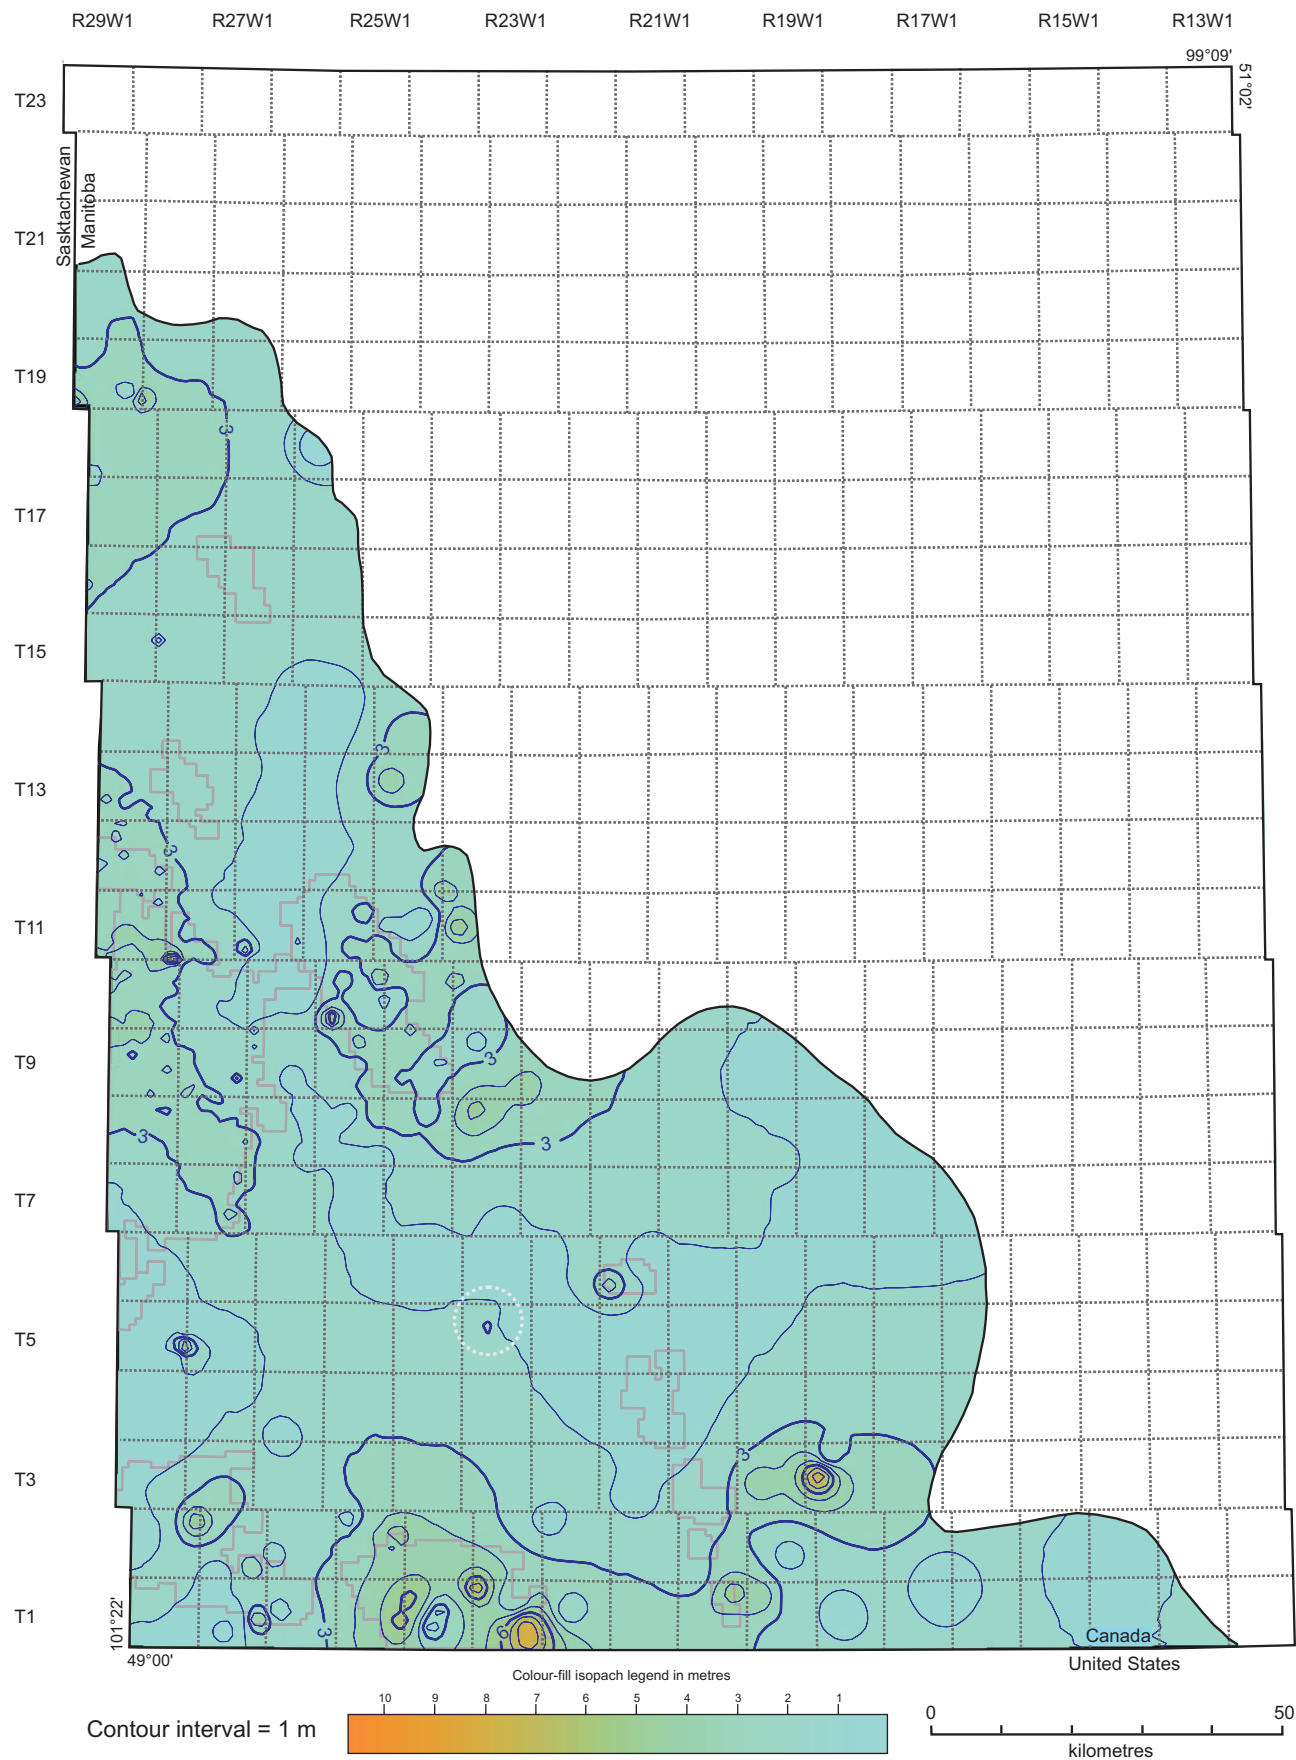 R29W1 R27W1 R25W1 R23W1 R21W1 R19W1 R17W1 R15W1 R13W1
99°09'
51°02'
T23
Sasktachewan
Manitoba
T21
T19
3
T17
T15
3
T13
3
T11
T9
3
3
3
T7
T5
3
T3
T1
101°22'
3
6
Canada
49°00'
United States
Colour-fill isopach legend in metres
10 9 8 7 6 5 4 3 2 1
Contour interval = 1 m
0 50
kilometres